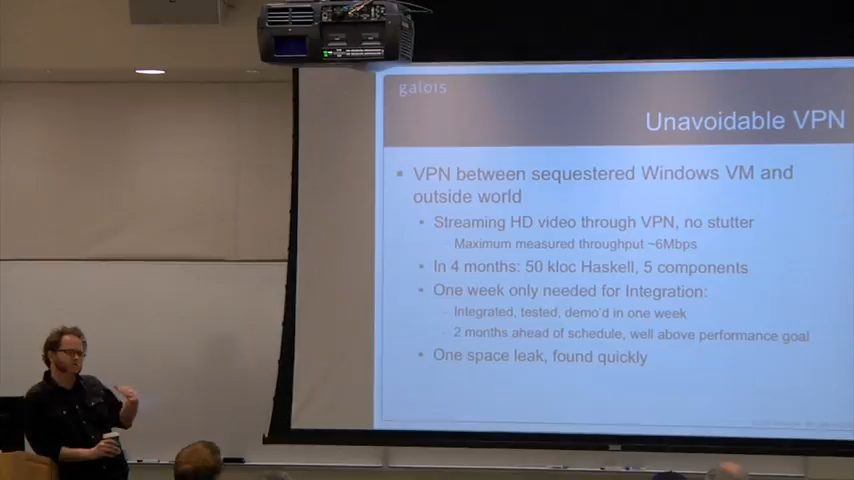 galois
Unavoidable VPN
VPN between sequestered Windows VM and
outside world
Streaming HD video through VPN, no stutter
Maximum measured throughput ~6Mbps
In 4 months: 50 kloc Haskell, 5 components
One week only needed for Integration:
Integrated, tested, demo'd in one week
2 months ahead of schedule, well above performance goal
One space leak, found quickly